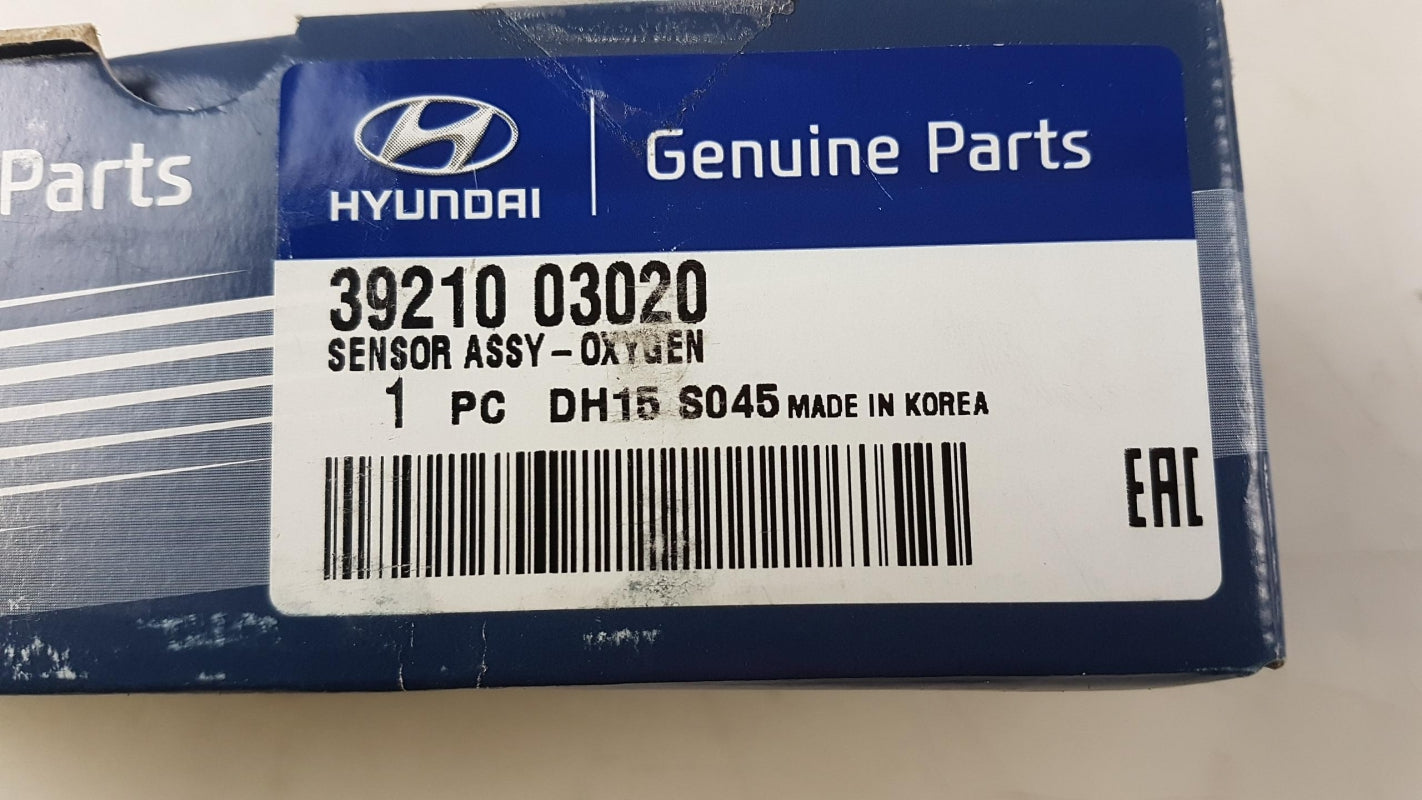 Parts
HYUNDAI
Genuine Parts
39210 03020
SENSOR ASSY - OXYGEN
1 PC DH15 S045 MADE IN KOREA
EAC